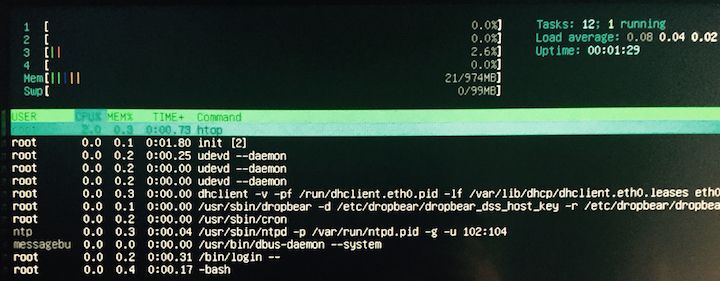 1 [ 0.0%] Tasks: 12; 1 running
2 [ 0.0%] Load average: 0.08 0.04 0.02
3 [|| 2.6%] Uptime: 00:01:29
4 [ 0.0%]
Mem[||||| 21/974MB]
Swp[ 0/99MB]
USER CPU% MEM% TIME+ Command
root 2.0 0.3 0:00.73 htop
root 0.0 0.1 0:01.80 init [2]
root 0.0 0.2 0:00.25 udevd --daemon
root 0.0 0.2 0:00.00 udevd --daemon
root 0.0 0.2 0:00.00 udevd --daemon
root 0.0 0.3 0:00.00 dhclient -v -pf /run/dhclient.eth0.pid -lf /var/lib/dhcp/dhclient.eth0.leases eth0
root 0.0 0.1 0:00.00 /usr/sbin/dropbear -d /etc/dropbear/dropbear_dss_host_key -r /etc/dropbear/dropbea
root 0.0 0.2 0:00.00 /usr/sbin/cron
ntp 0.0 0.3 0:00.04 /usr/sbin/ntpd -p /var/run/ntpd.pid -g -u 102:104
messagebu 0.0 0.0 0:00.00 /usr/bin/dbus-daemon --system
root 0.0 0.2 0:00.31 /bin/login --
root 0.0 0.4 0:00.17 -bash